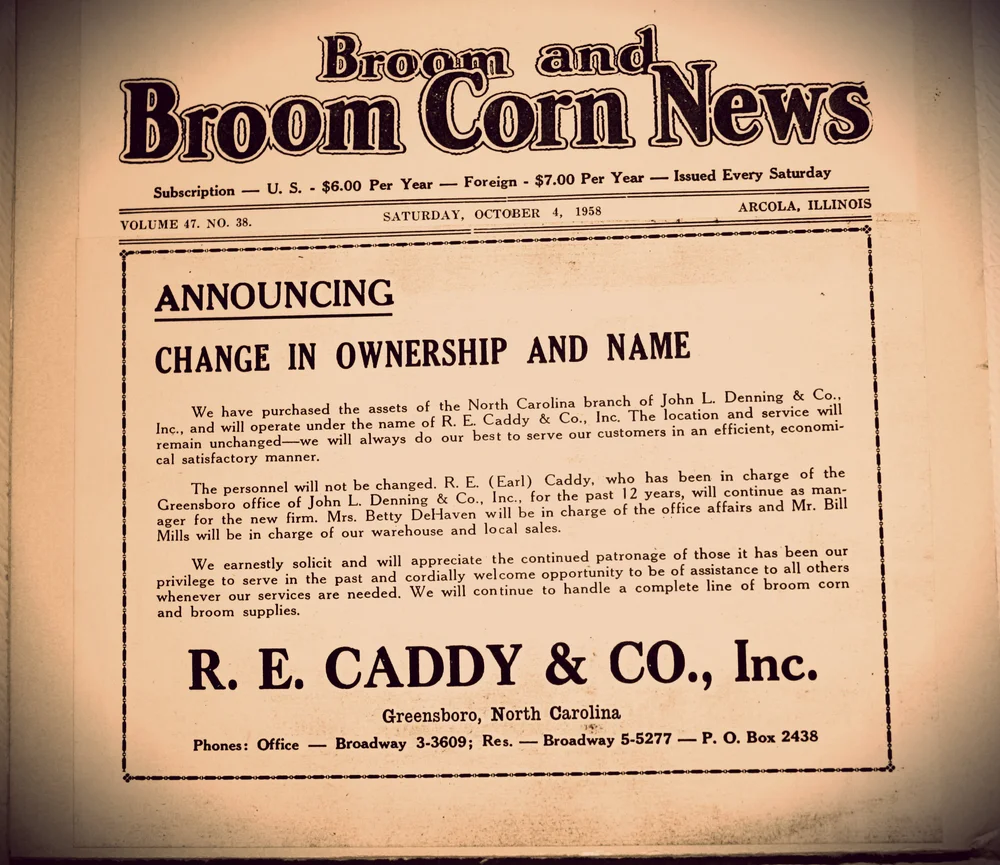 Broom and
Broom Corn News
Subscription — U. S. - $6.00 Per Year — Foreign - $7.00 Per Year — Issued Every Saturday
VOLUME 47. NO. 38. SATURDAY, OCTOBER 4, 1958 ARCOLA, ILLINOIS
ANNOUNCING
CHANGE IN OWNERSHIP AND NAME
We have purchased the assets of the North Carolina branch of John L. Denning & Co.,
Inc., and will operate under the name of R. E. Caddy & Co., Inc. The location and service will
remain unchanged—we will always do our best to serve our customers in an efficient, economi-
cal satisfactory manner.
The personnel will not be changed. R. E. (Earl) Caddy, who has been in charge of the
Greensboro office of John L. Denning & Co., Inc., for the past 12 years, will continue as man-
ager for the new firm. Mrs. Betty DeHaven will be in charge of the office affairs and Mr. Bill
Mills will be in charge of our warehouse and local sales.
We earnestly solicit and will appreciate the continued patronage of those it has been our
privilege to serve in the past and cordially welcome opportunity to be of assistance to all others
whenever our services are needed. We will continue to handle a complete line of broom corn
and broom supplies.
R. E. CADDY & CO., Inc.
Greensboro, North Carolina
Phones: Office — Broadway 3-3609; Res. — Broadway 5-5277 — P. O. Box 2438